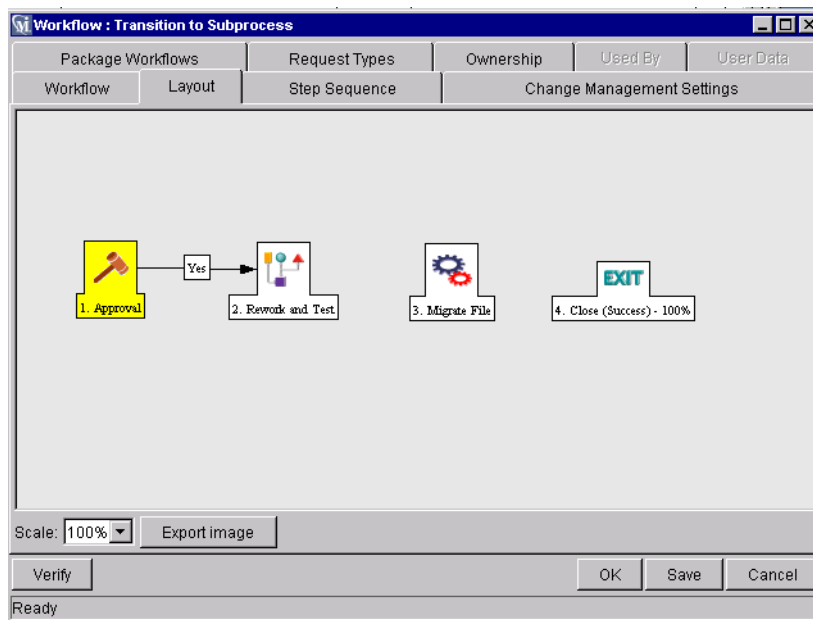 Workflow : Transition to Subprocess
Package Workflows Request Types Ownership Used By User Data
Workflow Layout Step Sequence Change Management Settings
Yes
EXIT
1. Approval 2. Rework and Test 3. Migrate File 4. Close (Success) - 100%
Scale: 100% Export image
Verify OK Save Cancel
Ready